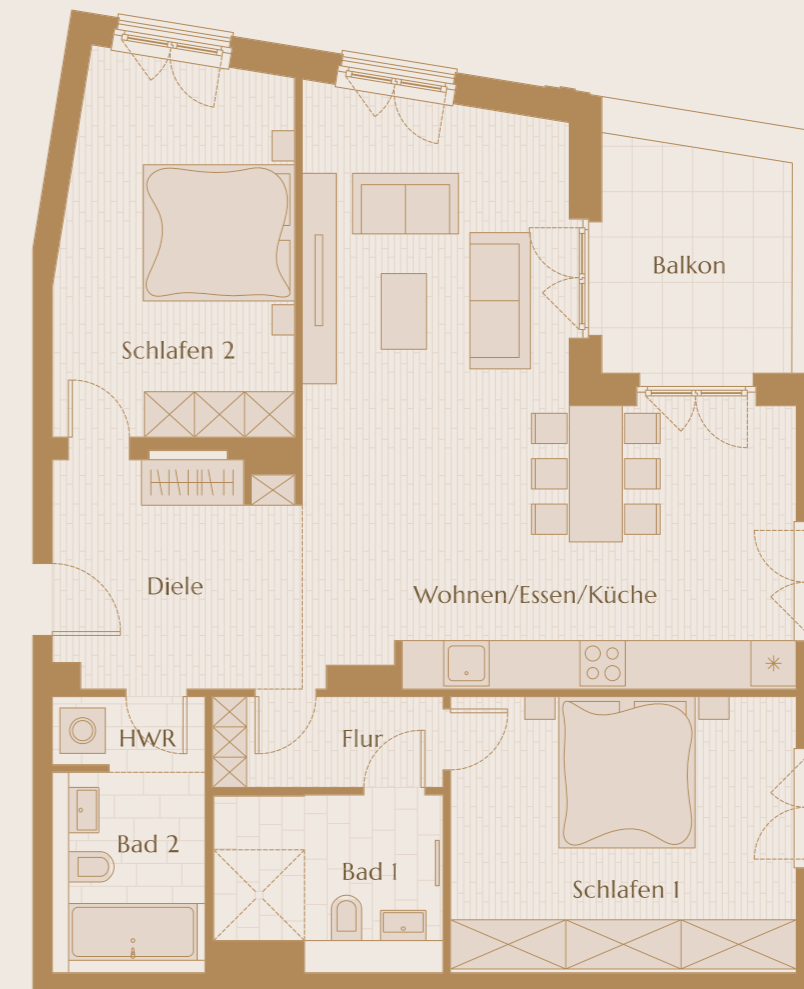 Balkon
Schlafen 2
Diele
Wohnen/Essen/Küche
HWR
Flur
Bad 2
Bad 1
Schlafen 1